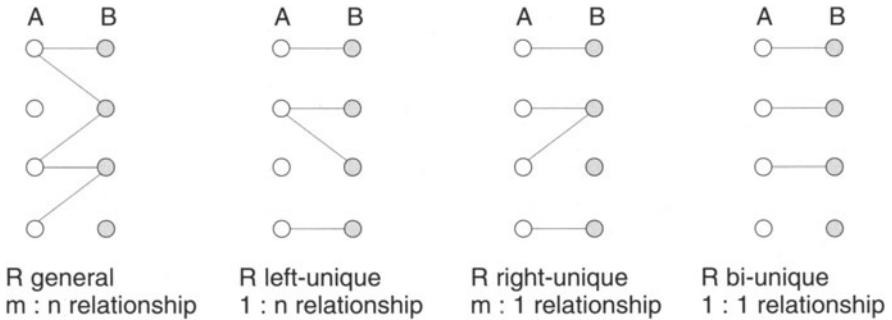 A B A B A B A B
R general R left-unique R right-unique R bi-unique
m : n relationship 1 : n relationship m : 1 relationship 1 : 1 relationship